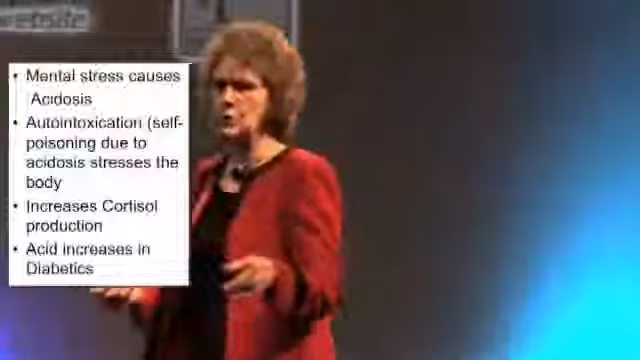 • Mental stress causes
Acidosis
• Autointoxication (self-
poisoning due to
acidosis stresses the
body
• Increases Cortisol
production
• Acid increases in
Diabetics